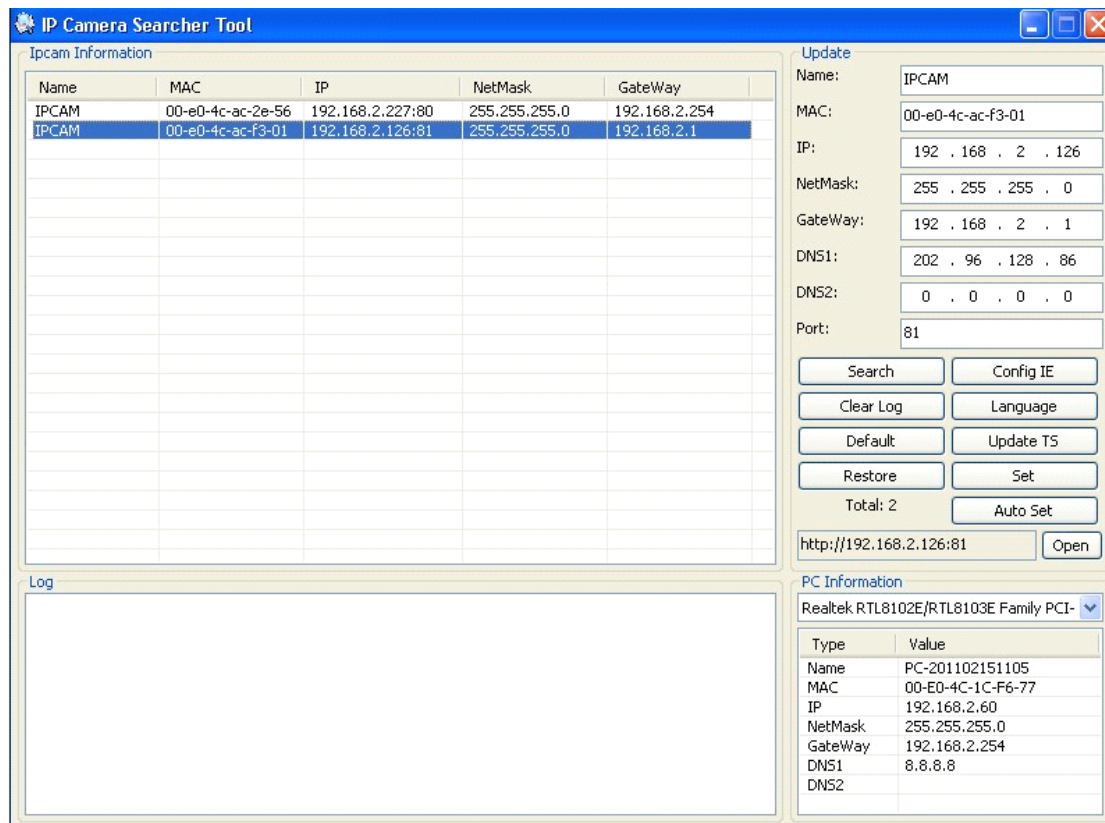 IP Camera Searcher Tool
Ipcam Information
Name MAC IP NetMask GateWay
IPCAM 00-e0-4c-ac-2e-56 192.168.2.227:80 255.255.255.0 192.168.2.254
IPCAM 00-e0-4c-ac-f3-01 192.168.2.126:81 255.255.255.0 192.168.2.1
Update
Name: IPCAM
MAC: 00-e0-4c-ac-f3-01
IP: 192 . 168 . 2 . 126
NetMask: 255 . 255 . 255 . 0
GateWay: 192 . 168 . 2 . 1
DNS1: 202 . 96 . 128 . 86
DNS2: 0 . 0 . 0 . 0
Port: 81
Search Config IE
Clear Log Language
Default Update TS
Restore Set
Total: 2 Auto Set
http://192.168.2.126:81 Open
Log
PC Information
Realtek RTL8102E/RTL8103E Family PCI-
Type Value
Name PC-201102151105
MAC 00-E0-4C-1C-F6-77
IP 192.168.2.60
NetMask 255.255.255.0
GateWay 192.168.2.254
DNS1 8.8.8.8
DNS2